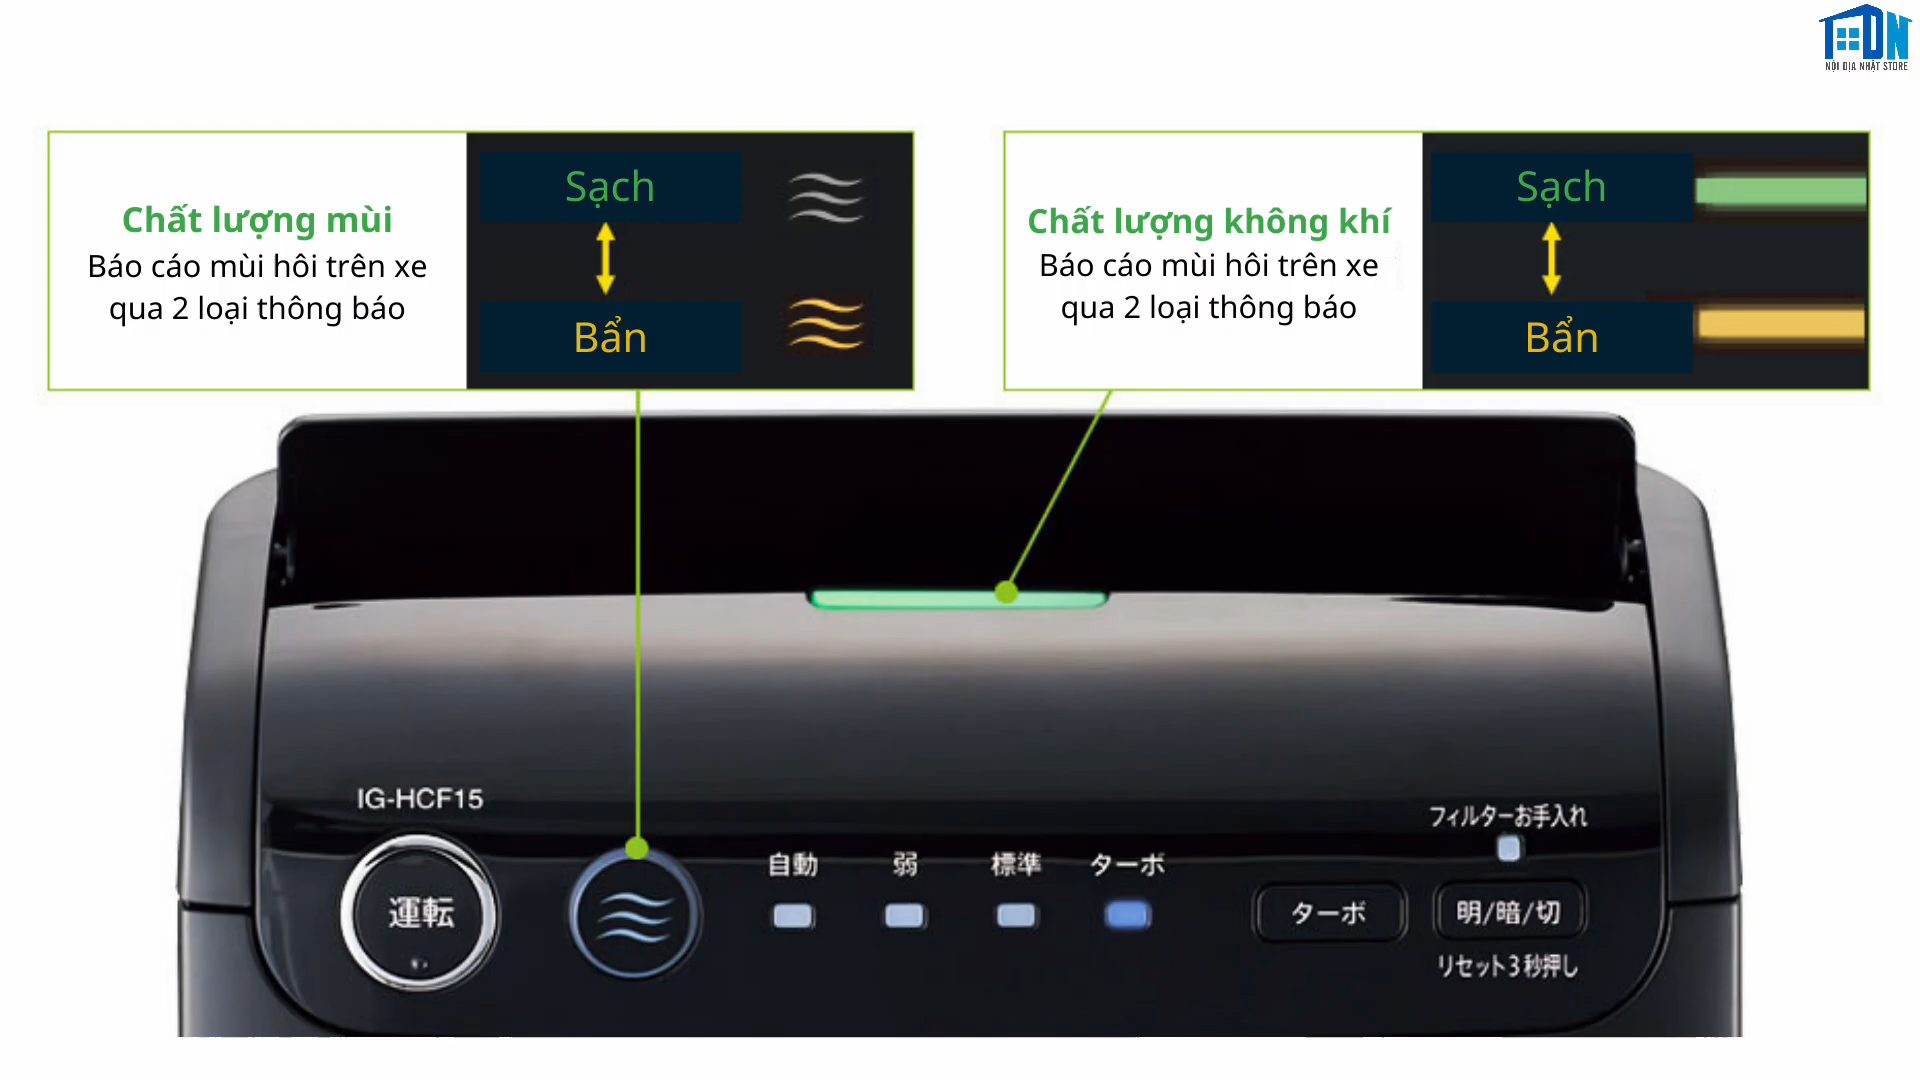 DN
NỘI ĐỊA NHẬT STORE
Chất lượng mùi
Báo cáo mùi hôi trên xe
qua 2 loại thông báo
Sạch
Bẩn
Chất lượng không khí
Báo cáo mùi hôi trên xe
qua 2 loại thông báo
Sạch
Bẩn
IG-HCF15
運転
自動
弱
標準
ターボ
ターボ
フィルターお手入れ
明/暗/切
リセット3秒押し